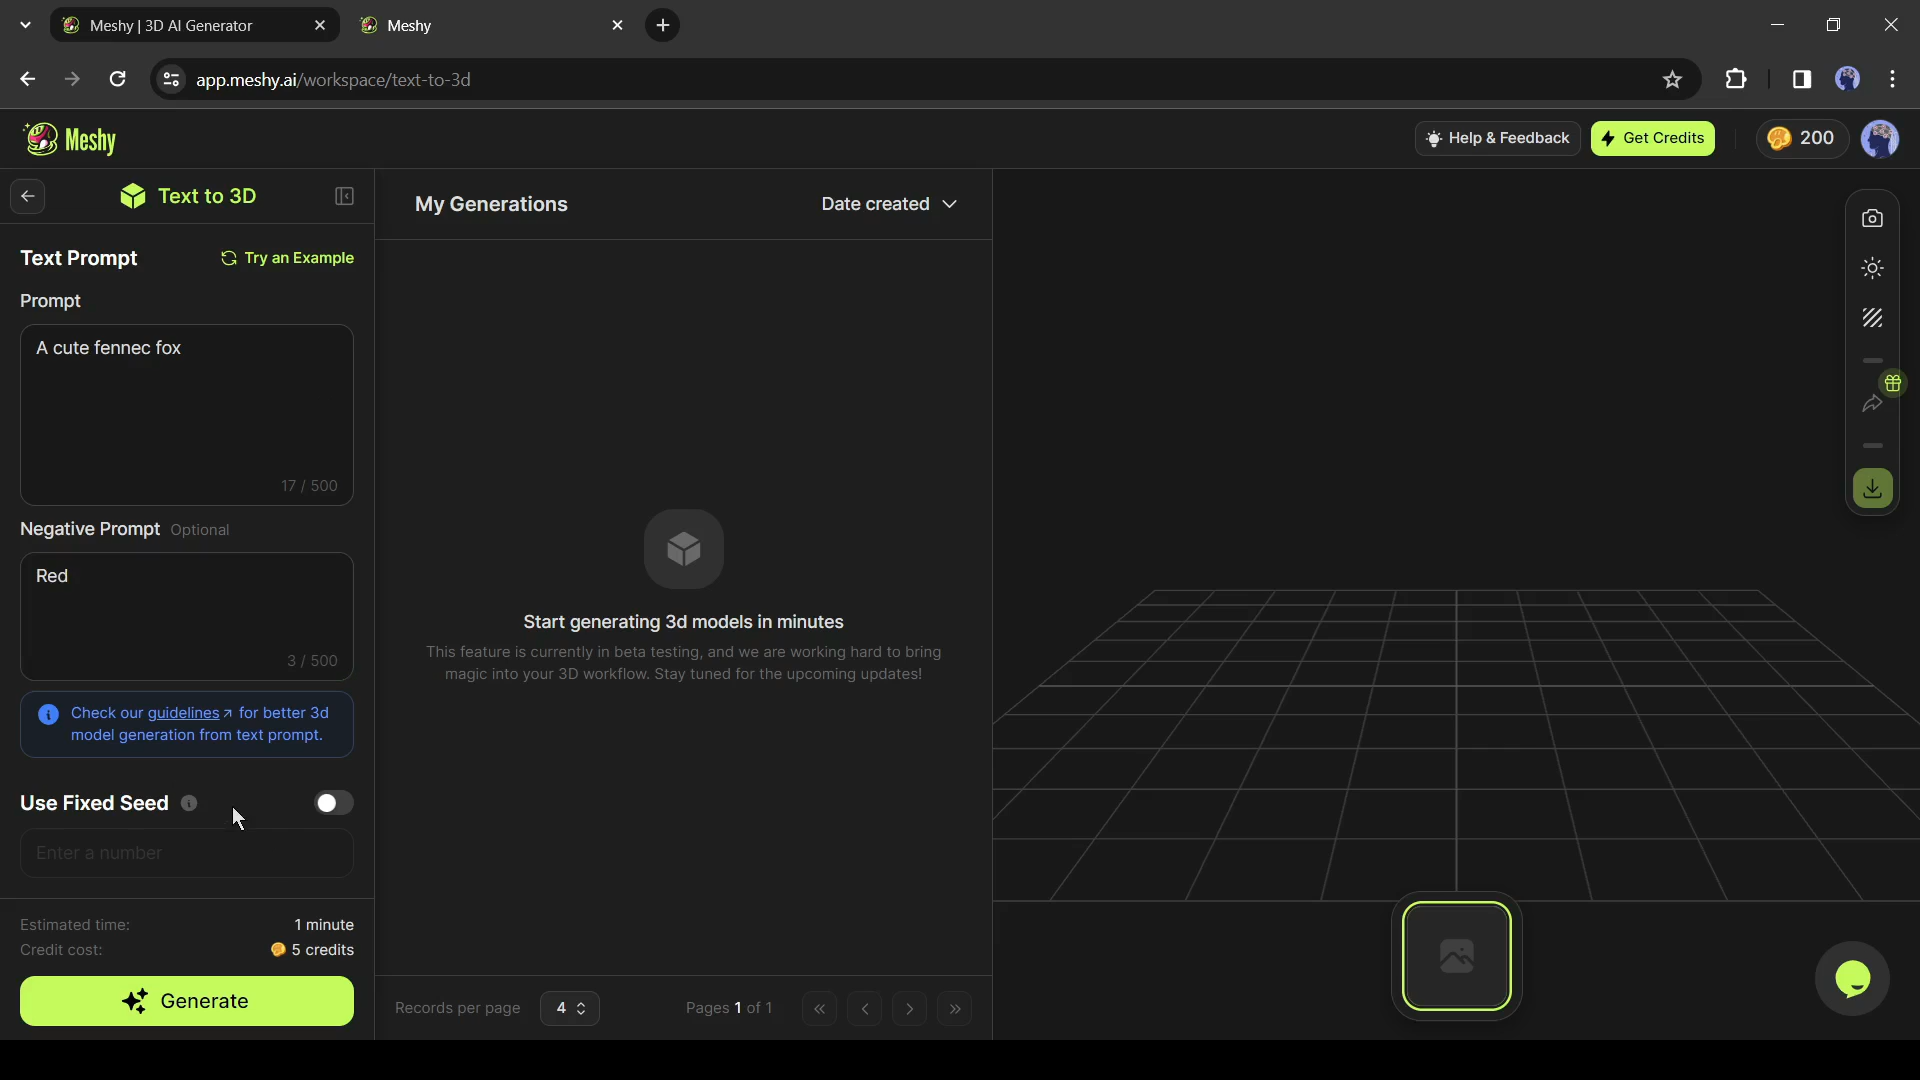 Meshy | 3D AI Generator
Meshy
app.meshy.ai/workspace/text-to-3d
Meshy
Help & Feedback
Get Credits
200
Text to 3D
My Generations
Date created
Text Prompt
Try an Example
Prompt
A cute fennec fox
17 / 500
Negative Prompt Optional
Red
3 / 500
Check our guidelines for better 3d
model generation from text prompt.
Use Fixed Seed
Enter a number
Estimated time: 1 minute
Credit cost: 5 credits
Generate
Start generating 3d models in minutes
This feature is currently in beta testing, and we are working hard to bring
magic into your 3D workflow. Stay tuned for the upcoming updates!
Records per page 4 Pages 1 of 1